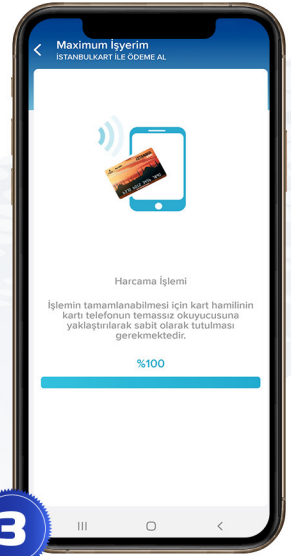 Maximum İşyerim
İSTANBULKART İLE ÖDEME AL
Harcama İşlemi
İşlemin tamamlanabilmesi için kart hamilinin
kartı telefonun temassız okuyucusuna
yaklaştırılarak sabit olarak tutulması
gerekmektedir.
%100
3